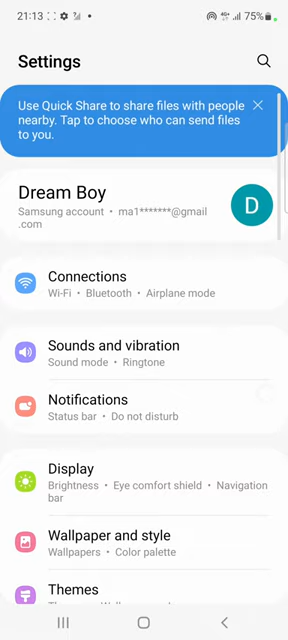 21:13
4G+
75%
Settings
Use Quick Share to share files with people
nearby. Tap to choose who can send files
to you.
Dream Boy
Samsung account • ma1*******@gmail
.com
D
Connections
Wi-Fi • Bluetooth • Airplane mode
Sounds and vibration
Sound mode • Ringtone
Notifications
Status bar • Do not disturb
Display
Brightness • Eye comfort shield • Navigation
bar
Wallpaper and style
Wallpapers • Color palette
Themes